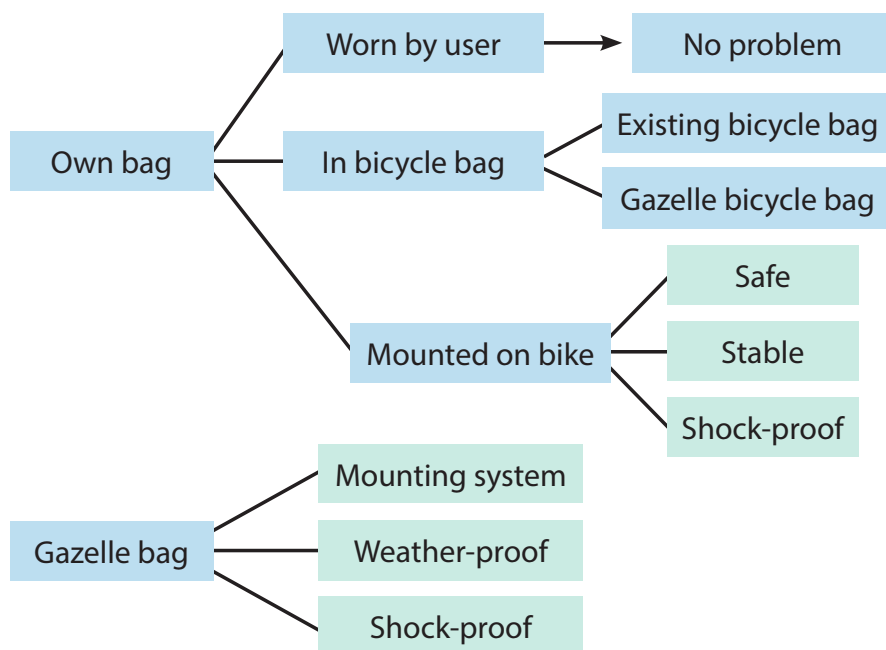 Worn by user
No problem
Own bag
In bicycle bag
Existing bicycle bag
Gazelle bicycle bag
Mounted on bike
Safe
Stable
Shock-proof
Gazelle bag
Mounting system
Weather-proof
Shock-proof